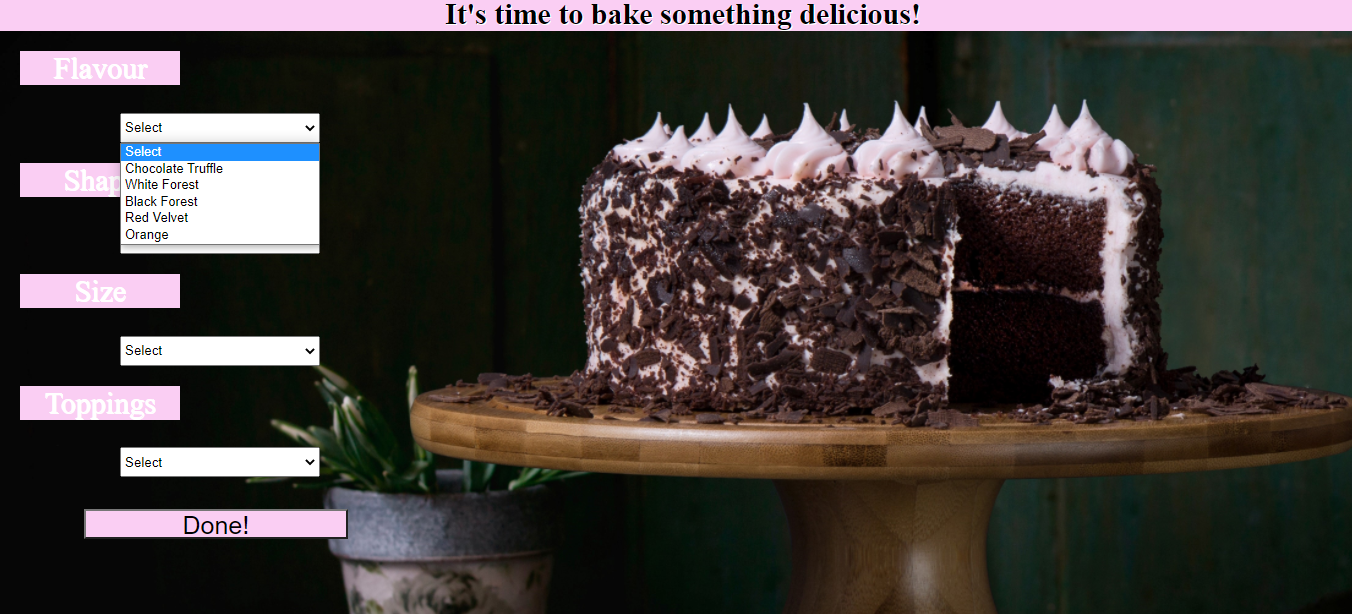 It's time to bake something delicious!
Flavour
Select
Select
Chocolate Truffle
White Forest
Black Forest
Red Velvet
Orange
Shap
Size
Select
Toppings
Select
Done!